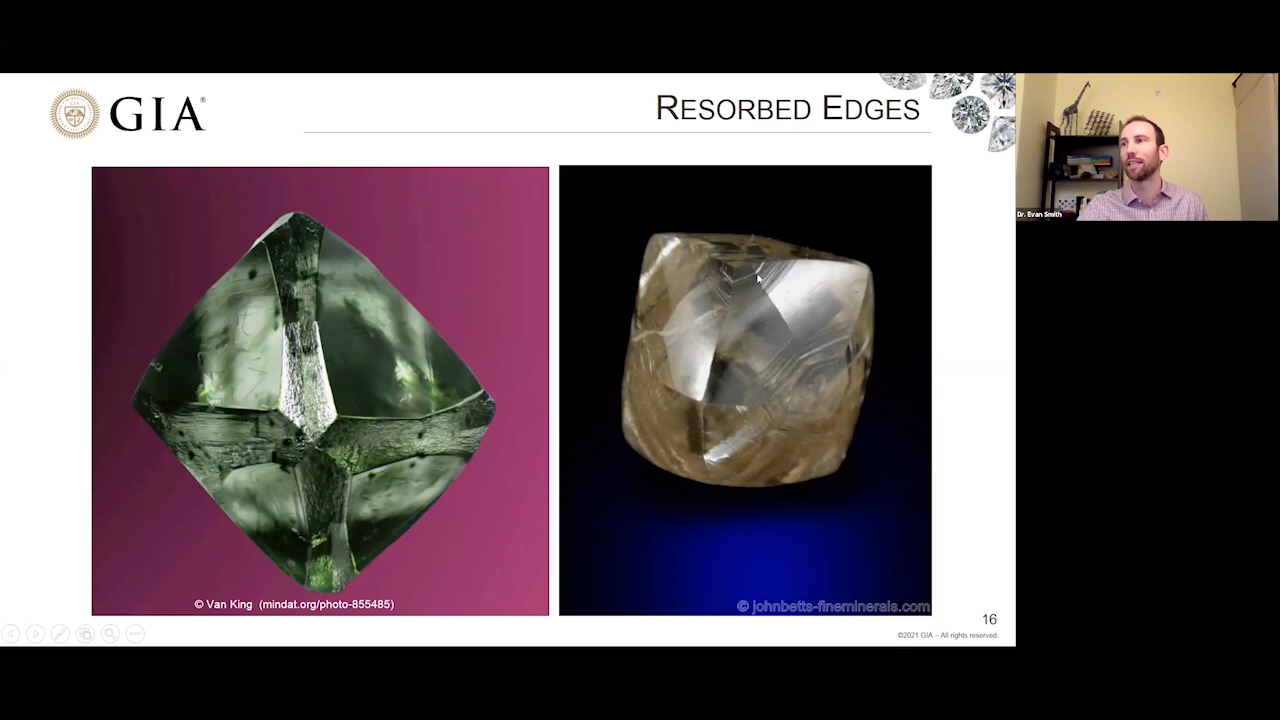 GIA®
RESORBED EDGES
Dr. Evan Smith
© Van King (mindat.org/photo-855485)
© johnbetts-fineminerals.com
16
©2021 GIA – All rights reserved.